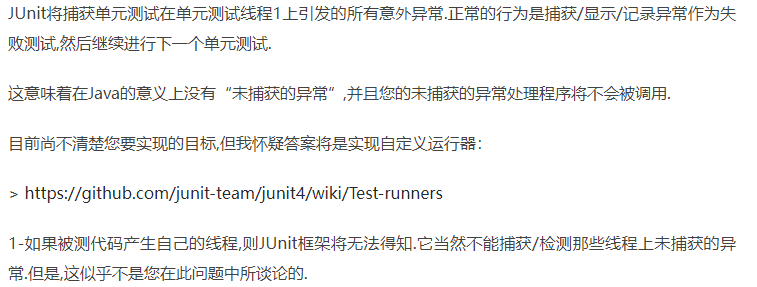 JUnit将捕获单元测试在单元测试线程1上引发的所有意外异常.正常的行为是捕获/显示/记录异常作为失
败测试,然后继续进行下一个单元测试.
这意味着在Java的意义上没有“未捕获的异常”,并且您的未捕获的异常处理程序将不会被调用.
目前尚不清楚您要实现的目标,但我怀疑答案将是实现自定义运行器：
> https://github.com/junit-team/junit4/wiki/Test-runners
1-如果被测代码产生自己的线程,则JUnit框架将无法得知.它当然不能捕获/检测那些线程上未捕获的异
常.但是,这似乎不是您在此问题中所谈论的.